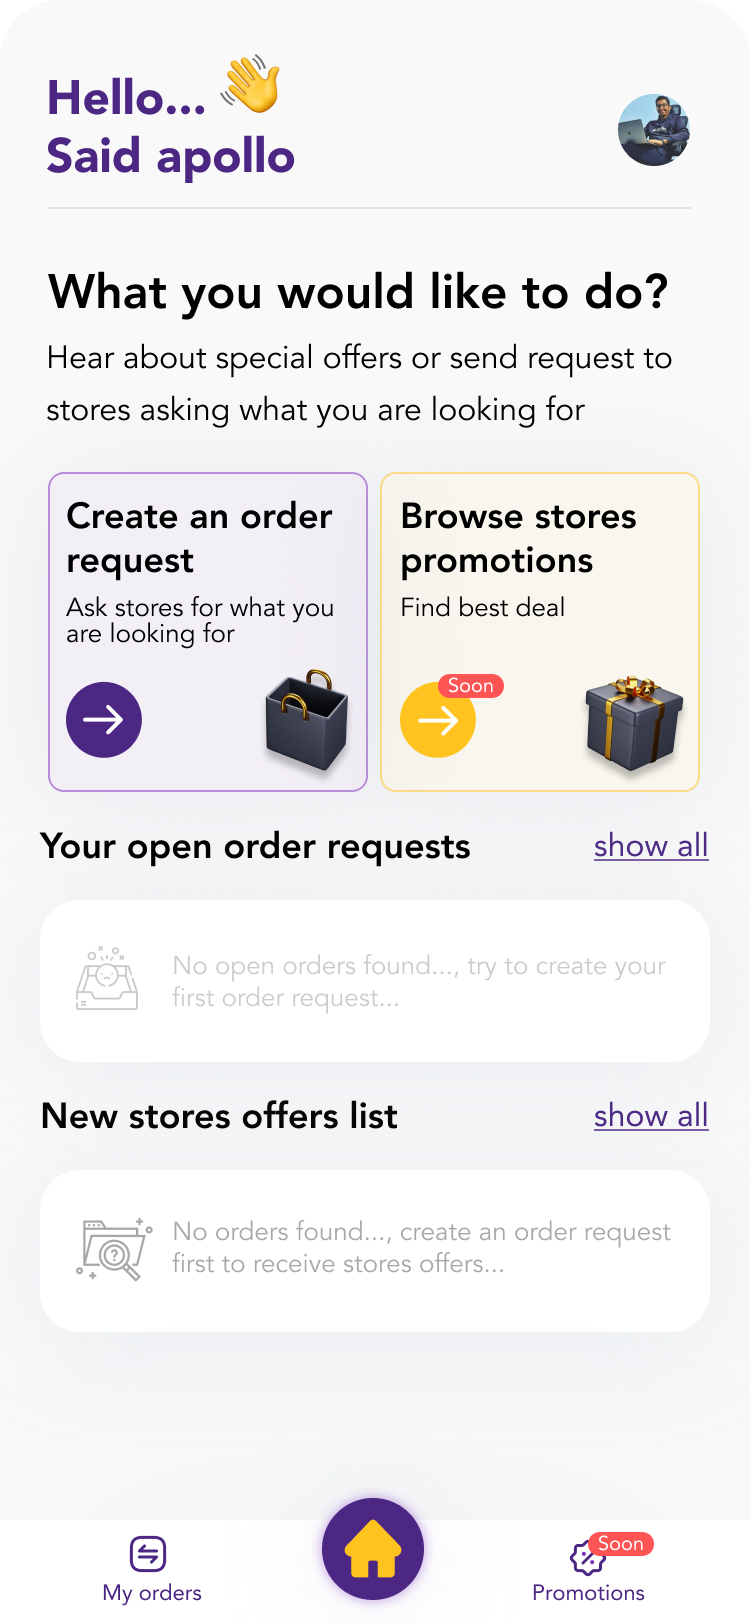 Hello...
Said apollo
What you would like to do?
Hear about special offers or send request to
stores asking what you are looking for
Create an order
request
Ask stores for what you
are looking for
Browse stores
promotions
Find best deal
Soon
Your open order requests
show all
No open orders found..., try to create your
first order request...
New stores offers list
show all
No orders found..., create an order request
first to receive stores offers...
My orders
Soon
Promotions